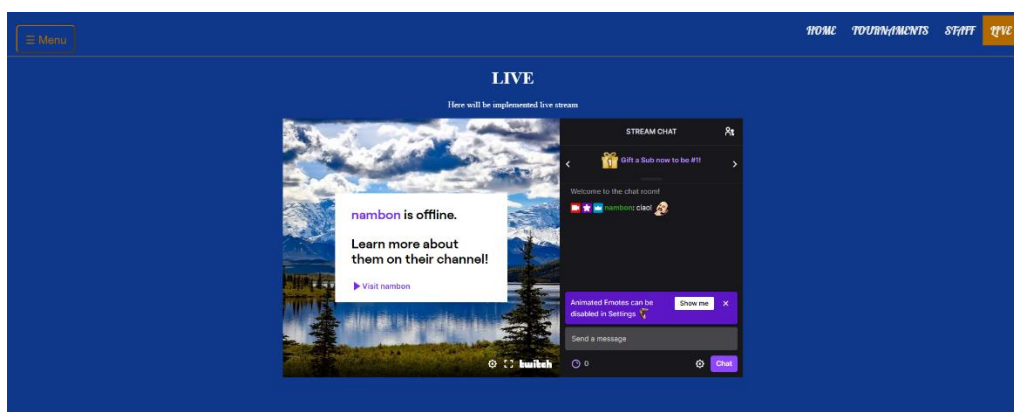 ☰ Menu
HOME TOURNAMENTS STAFF LIVE
LIVE
Here will be implemented live stream
nambon is offline.
Learn more about
them on their channel!
Visit nambon
twitch
STREAM CHAT
1
Gift a Sub now to be #1!
Welcome to the chat room!
nambon: ciao!
Animated Emotes can be
disabled in Settings
Show me
Send a message
0
Chat